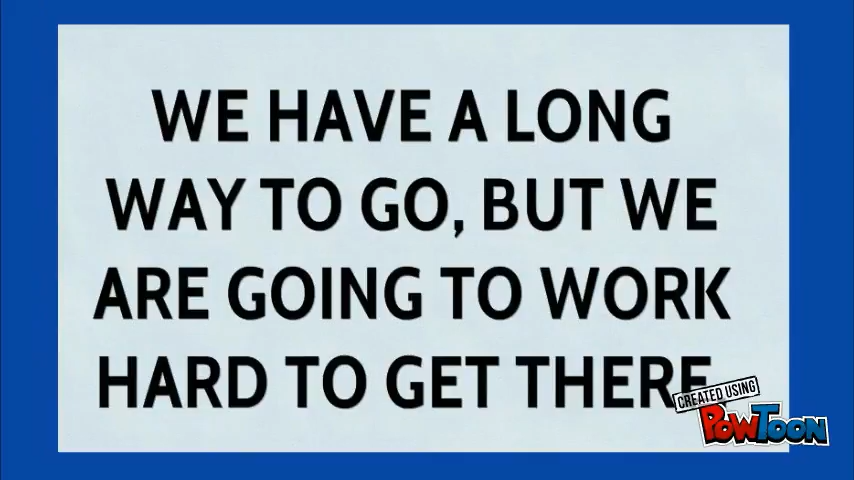 WE HAVE A LONG
WAY TO GO, BUT WE
ARE GOING TO WORK
HARD TO GET THERE
CREATED USING
POWTOON